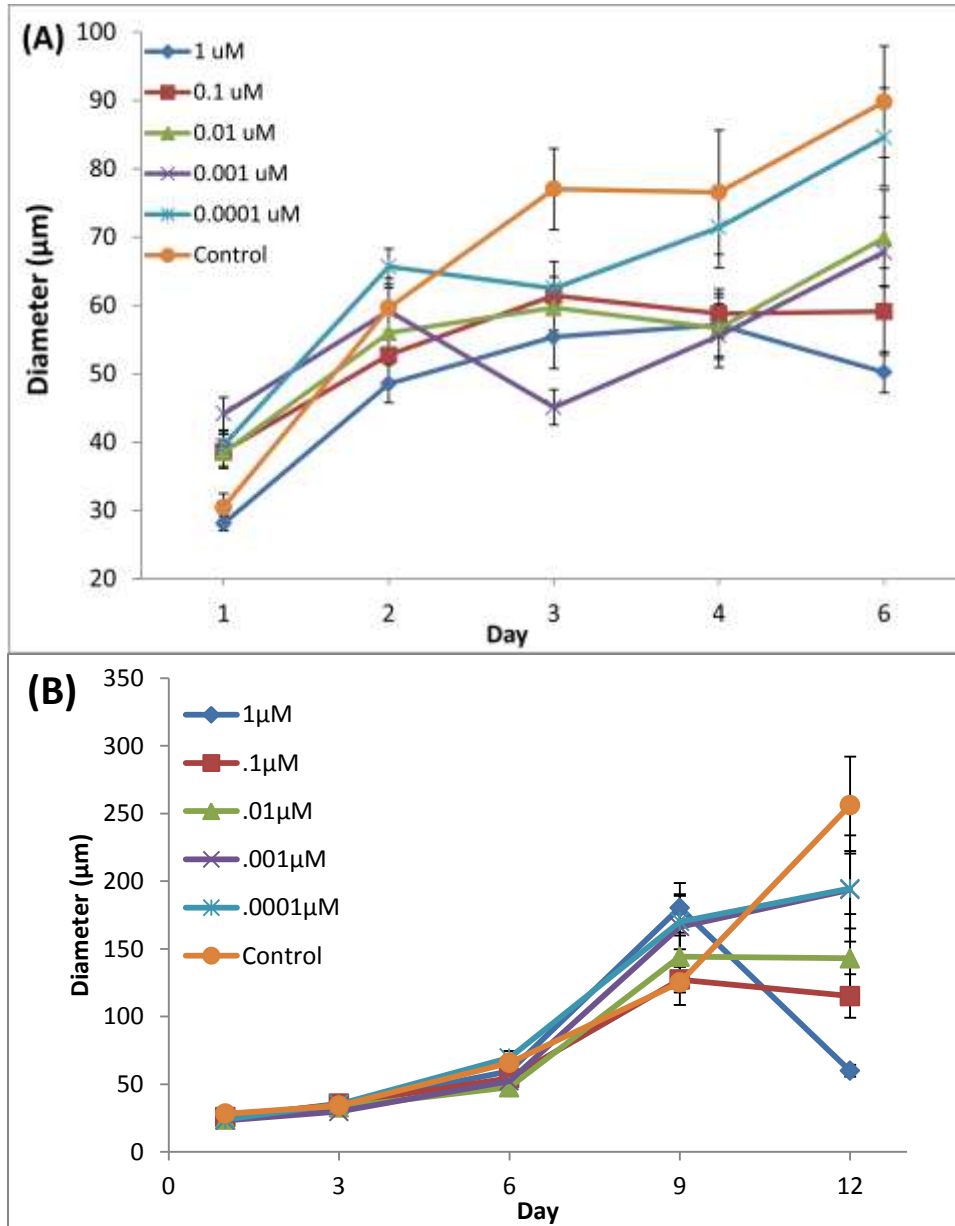 (A)
100
90
80
70
60
50
40
30
20
Diameter (µm)
1 uM
0.1 uM
0.01 uM
0.001 uM
0.0001 uM
Control
1
2
3
4
6
Day
(B)
350
300
250
200
150
100
50
0
Diameter (µm)
1µM
.1µM
.01µM
.001µM
.0001µM
Control
0
3
6
9
12
Day